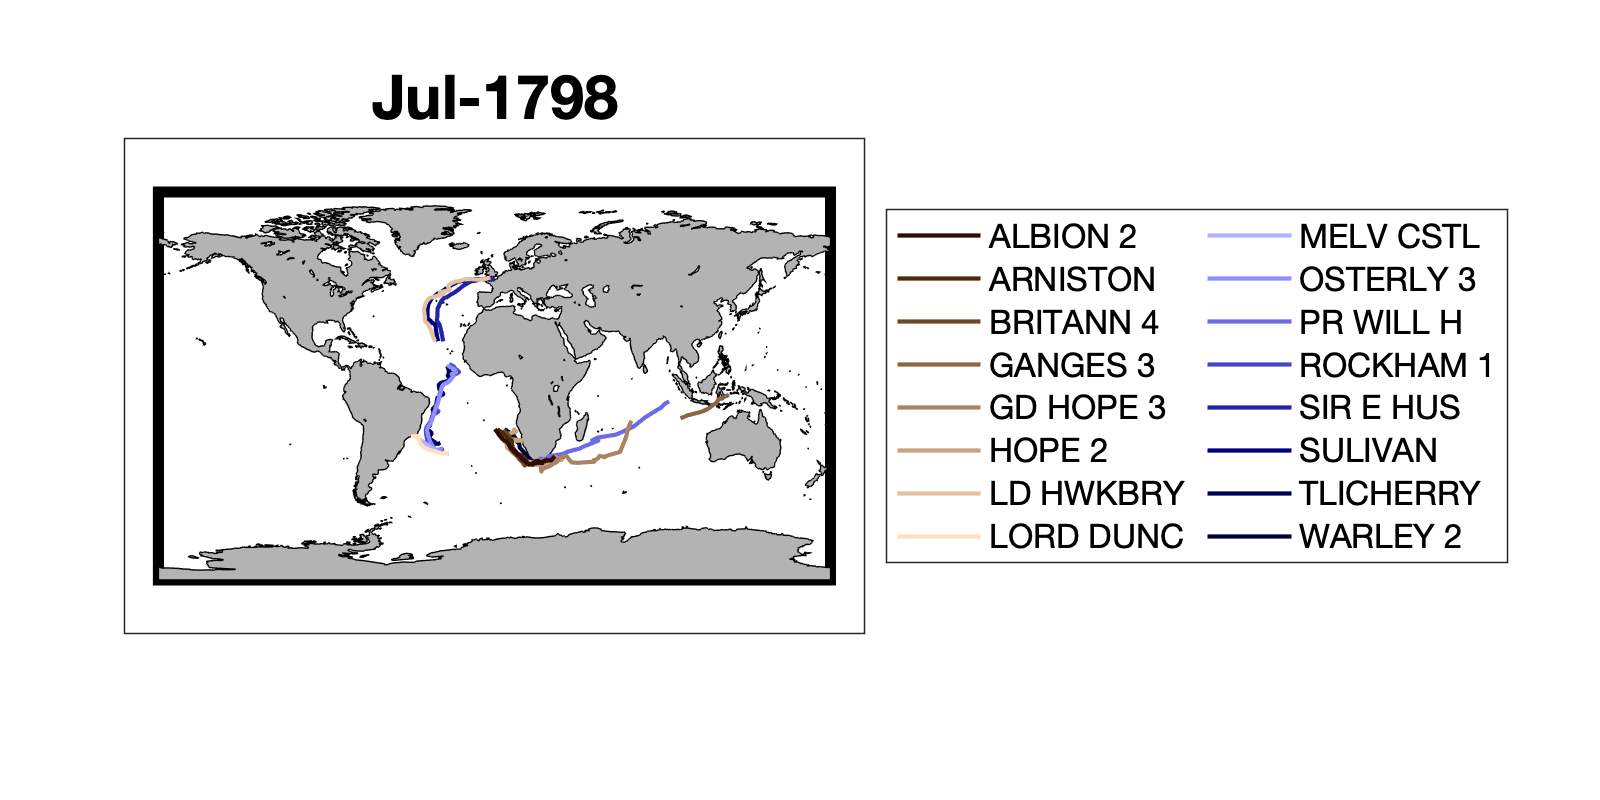 Jul-1798
ALBION 2
ARNISTON
BRITANN 4
GANGES 3
GD HOPE 3
HOPE 2
LD HWKBRY
LORD DUNC
MELV CSTL
OSTERLY 3
PR WILL H
ROCKHAM 1
SIR E HUS
SULIVAN
TLICHERRY
WARLEY 2